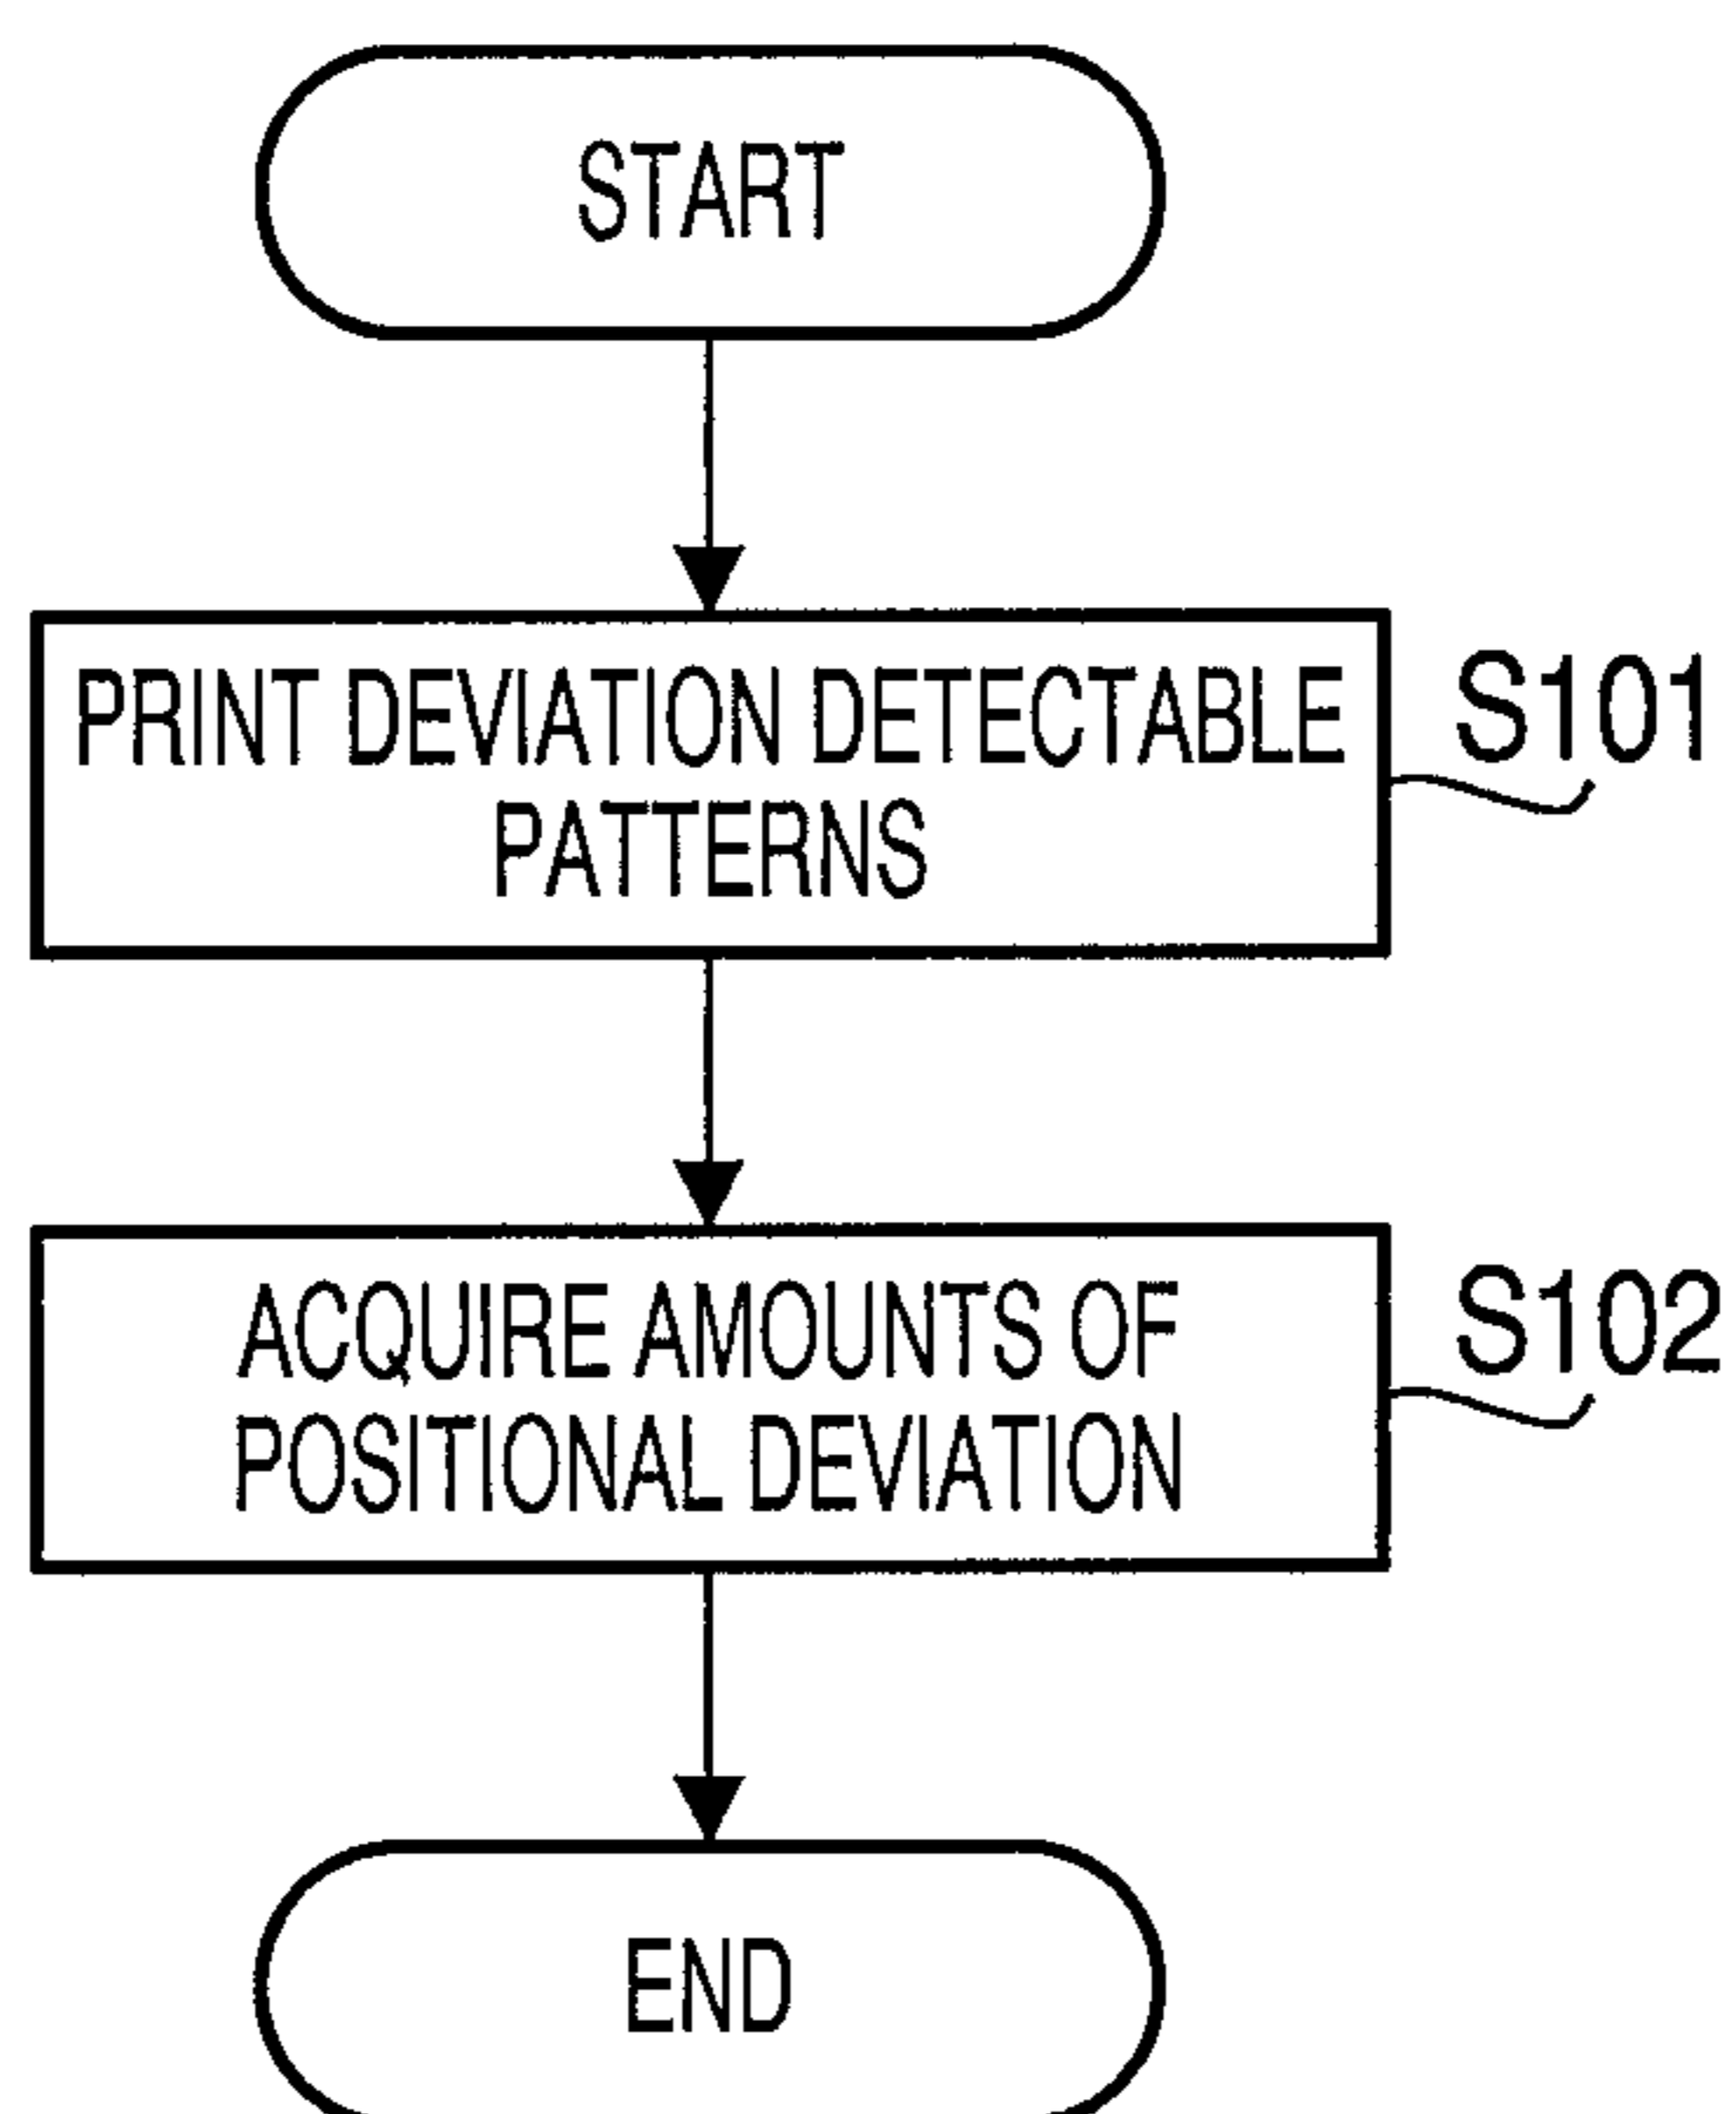 START
PRINT DEVIATION DETECTABLE
PATTERNS
S101
ACQUIRE AMOUNTS OF
POSITIONAL DEVIATION
S102
END